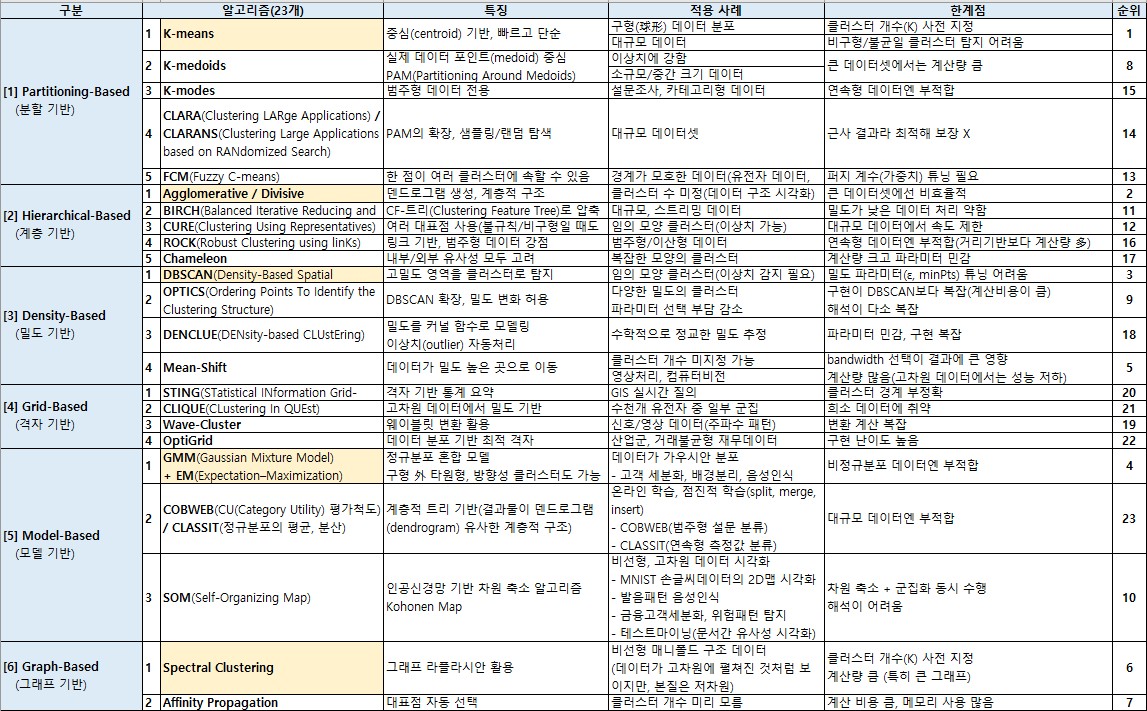 구분 알고리즘(23개) 특징 적용 사례 한계점 순위
[1] Partitioning-Based
(분할 기반)
1 K-means 중심(centroid) 기반, 빠르고 단순 구형(球形) 데이터 분포 클러스터 개수(K) 사전 지정 1
대규모 데이터 비구형/불균일 클러스터 탐지 어려움
2 K-medoids 실제 데이터 포인트(medoid) 중심 이상치에 강함 큰 데이터셋에서는 계산량 큼 8
PAM(Partitioning Around Medoids) 소규모/중간 크기 데이터
3 K-modes 범주형 데이터 전용 설문조사, 카테고리형 데이터 연속형 데이터엔 부적합 15
CLARA(Clustering LARge Applications) /
4 CLARANS(Clustering Large Applications PAM의 확장, 샘플링/랜덤 탐색 대규모 데이터셋 근사 결과라 최적해 보장 X 14
based on RANdomized Search)
5 FCM(Fuzzy C-means) 한 점이 여러 클러스터에 속할 수 있음 경계가 모호한 데이터(유전자 데이터, 퍼지 계수(가중치) 튜닝 필요 13
[2] Hierarchical-Based
(계층 기반)
1 Agglomerative / Divisive 덴드로그램 생성, 계층적 구조 클러스터 수 미정(데이터 구조 시각화) 큰 데이터셋에선 비효율적 2
2 BIRCH(Balanced Iterative Reducing and CF-트리(Clustering Feature Tree)로 압축 대규모, 스트리밍 데이터 밀도가 낮은 데이터 처리 약함 11
3 CURE(Clustering Using Representatives) 여러 대표점 사용(불규칙/비구형일 때도 임의 모양 클러스터(이상치 가능) 대규모 데이터에서 속도 제한 12
4 ROCK(Robust Clustering using linKs) 링크 기반, 범주형 데이터 강점 범주형/이산형 데이터 연속형 데이터엔 부적합(거리기반보다 계산량 多) 16
5 Chameleon 내부/외부 유사성 모두 고려 복잡한 모양의 클러스터 계산량 크고 파라미터 민감 17
[3] Density-Based
(밀도 기반)
1 DBSCAN(Density-Based Spatial 고밀도 영역을 클러스터로 탐지 임의 모양 클러스터(이상치 감지 필요) 밀도 파라미터(ε, minPts) 튜닝 어려움 3
2 OPTICS(Ordering Points To Identify the DBSCAN 확장, 밀도 변화 허용 다양한 밀도의 클러스터 구현이 DBSCAN보다 복잡(계산비용이 큼) 9
Clustering Structure) 파라미터 선택 부담 감소 해석이 다소 복잡
3 DENCLUE(DENsity-based CLUstEring) 밀도를 커널 함수로 모델링 수학적으로 정교한 밀도 추정 파라미터 민감, 구현 복잡 18
이상치(outlier) 자동처리
4 Mean-Shift 데이터가 밀도 높은 곳으로 이동 클러스터 개수 미지정 가능 bandwidth 선택이 결과에 큰 영향 5
영상처리, 컴퓨터비전 계산량 많음(고차원 데이터에서는 성능 저하)
[4] Grid-Based
(격자 기반)
1 STING(STatistical INformation Grid- 격자 기반 통계 요약 GIS 실시간 질의 클러스터 경계 부정확 20
2 CLIQUE(CLustering In QUEst) 고차원 데이터에서 밀도 기반 수천개 유전자 중 일부 군집 희소 데이터에 취약 21
3 Wave-Cluster 웨이블릿 변환 활용 신호/영상 데이터(주파수 패턴) 변환 계산 복잡 19
4 OptiGrid 데이터 분포 기반 최적 격자 산업군, 거래불균형 재무데이터 구현 난이도 높음 22
[5] Model-Based
(모델 기반)
1 GMM(Gaussian Mixture Model) 정규분포 혼합 모델 데이터가 가우시안 분포 비정규분포 데이터엔 부적합 4
+ EM(Expectation–Maximization) 구형 外 타원형, 방향성 클러스터도 가능 - 고객 세분화, 배경분리, 음성인식
2 COBWEB(CU(Category Utility) 평가척도) 계층적 트리 기반(결과물이 덴드로그램 온라인 학습, 점진적 학습(split, merge, 대규모 데이터엔 부적합 23
/ CLASSIT(정규분포의 평균, 분산) (dendrogram) 유사한 계층적 구조) insert)
- COBWEB(범주형 설문 분류)
- CLASSIT(연속형 측정값 분류)
3 SOM(Self-Organizing Map) 인공신경망 기반 차원 축소 알고리즘 비선형, 고차원 데이터 시각화 차원 축소 + 군집화 동시 수행 10
Kohonen Map - MNIST 손글씨데이터의 2D맵 시각화 해석이 어려움
- 발음패턴 음성인식
- 금융고객세분화, 위험패턴 탐지
- 테스트마이닝(문서간 유사성 시각화)
[6] Graph-Based
(그래프 기반)
1 Spectral Clustering 그래프 라플라시안 활용 비선형 매니폴드 구조 데이터 클러스터 개수(K) 사전 지정 6
(데이터가 고차원에 펼쳐진 것처럼 보 계산량 큼 (특히 큰 그래프)
이지만, 본질은 저차원)
2 Affinity Propagation 대표점 자동 선택 클러스터 개수 미리 모름 계산 비용 큼, 메모리 사용 많음 7